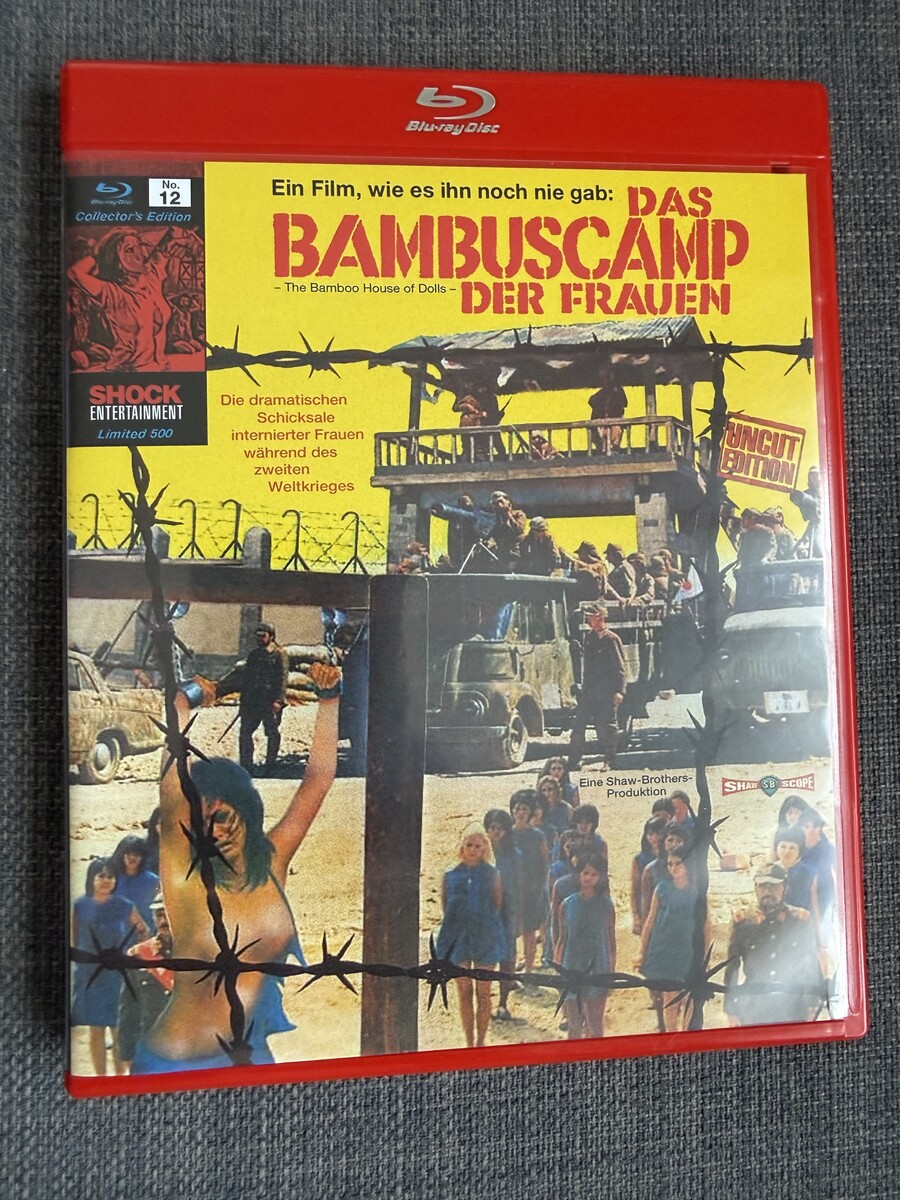 Blu-ray Disc
Blu-ray Disc
No.
12
Collector's Edition
SHOCK
ENTERTAINMENT
Limited 500
Ein Film, wie es ihn noch nie gab:
DAS
BAMBUSCAMP
– The Bamboo House of Dolls –
DER FRAUEN
Die dramatischen
Schicksale
internierter Frauen
während des
zweiten
Weltkrieges
UNCUT
EDITION
Eine Shaw-Brothers-
Produktion
SHAW SB SCOPE